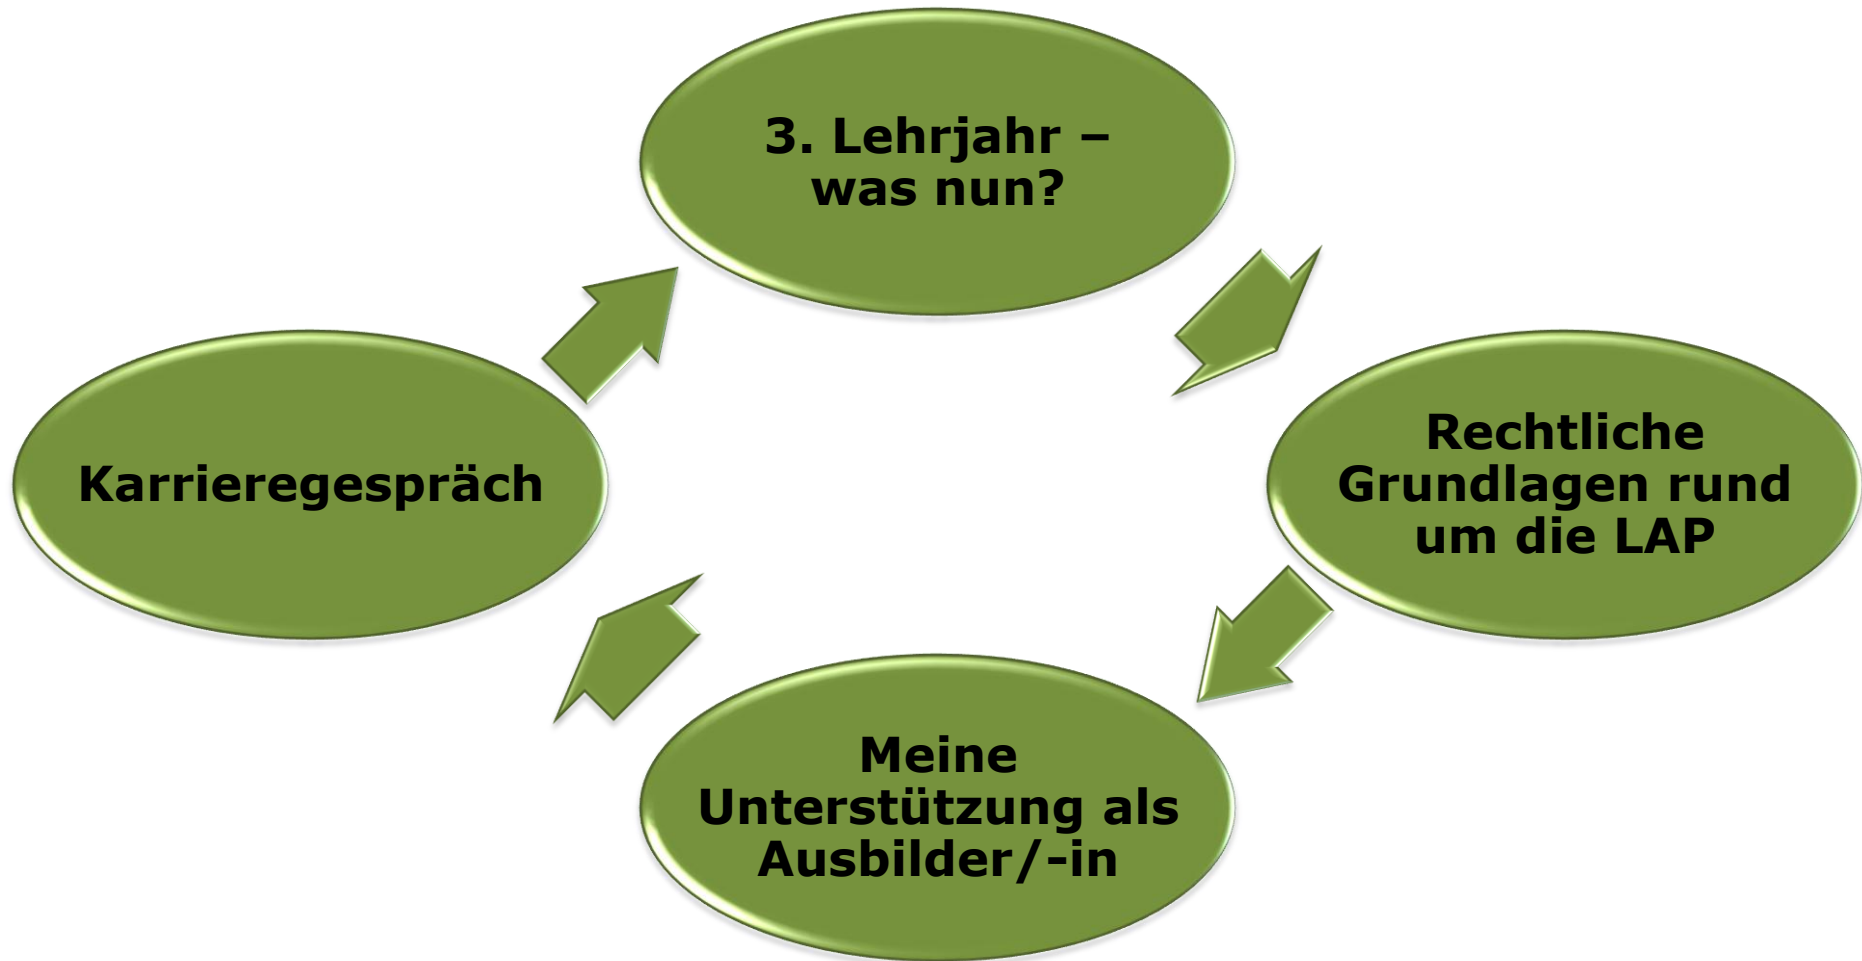 3. Lehrjahr –
was nun?
Rechtliche
Grundlagen rund
um die LAP
Meine
Unterstützung als
Ausbilder/-in
Karrieregespräch